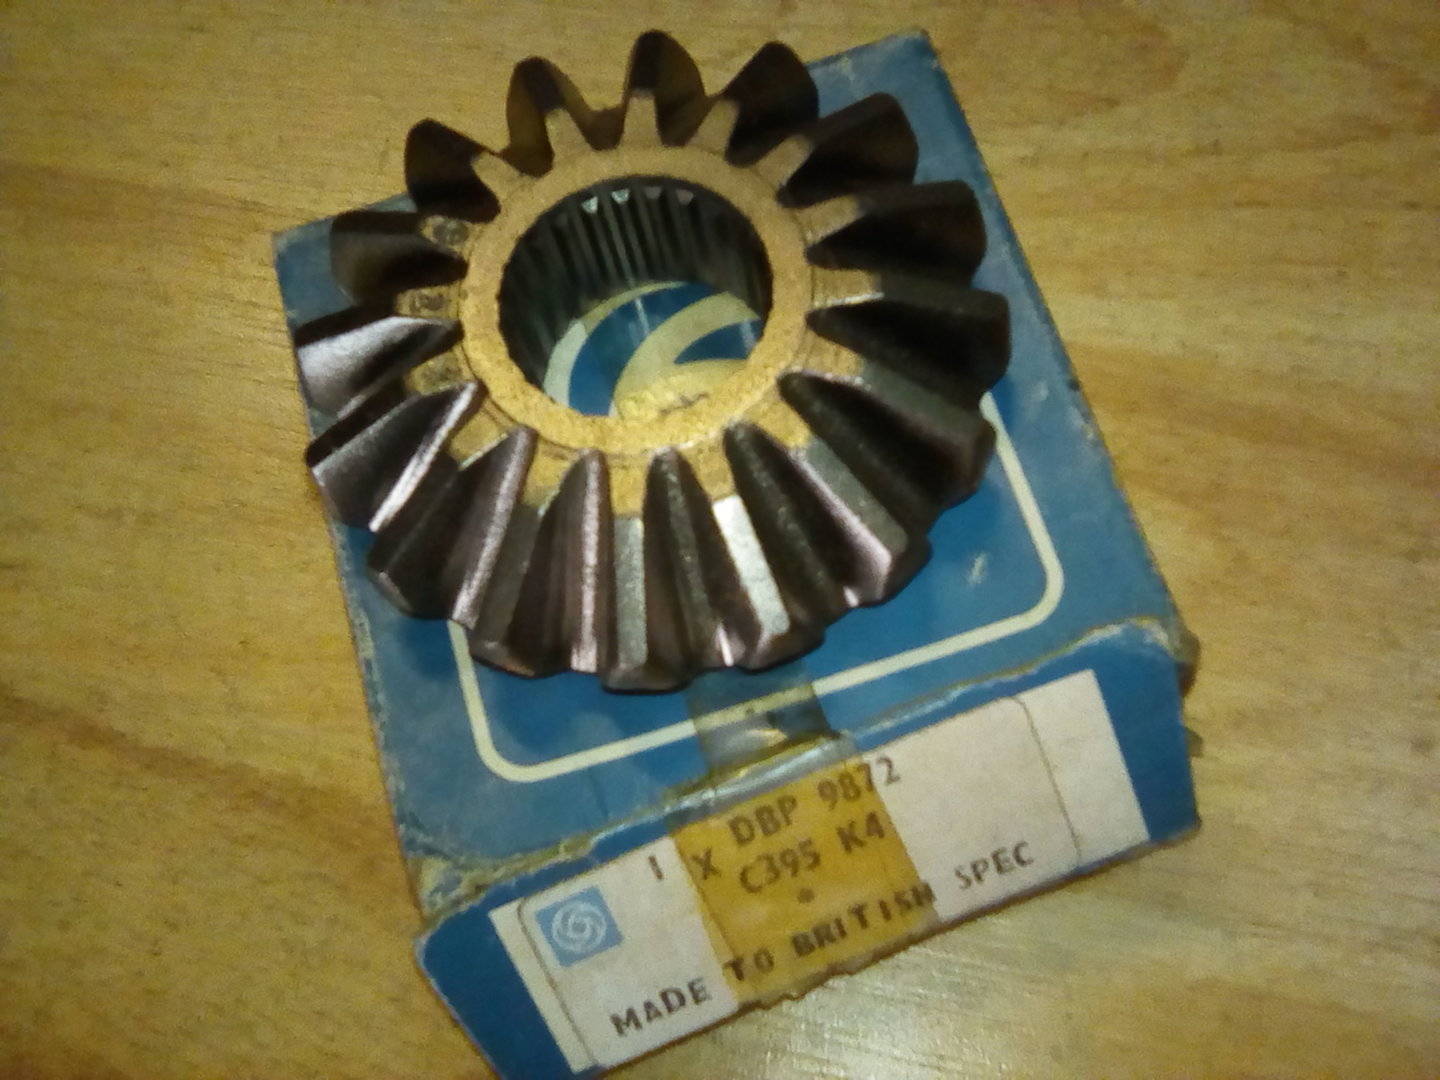 1 X DBP 9872
C395 K4
*
MADE TO BRITISH SPEC